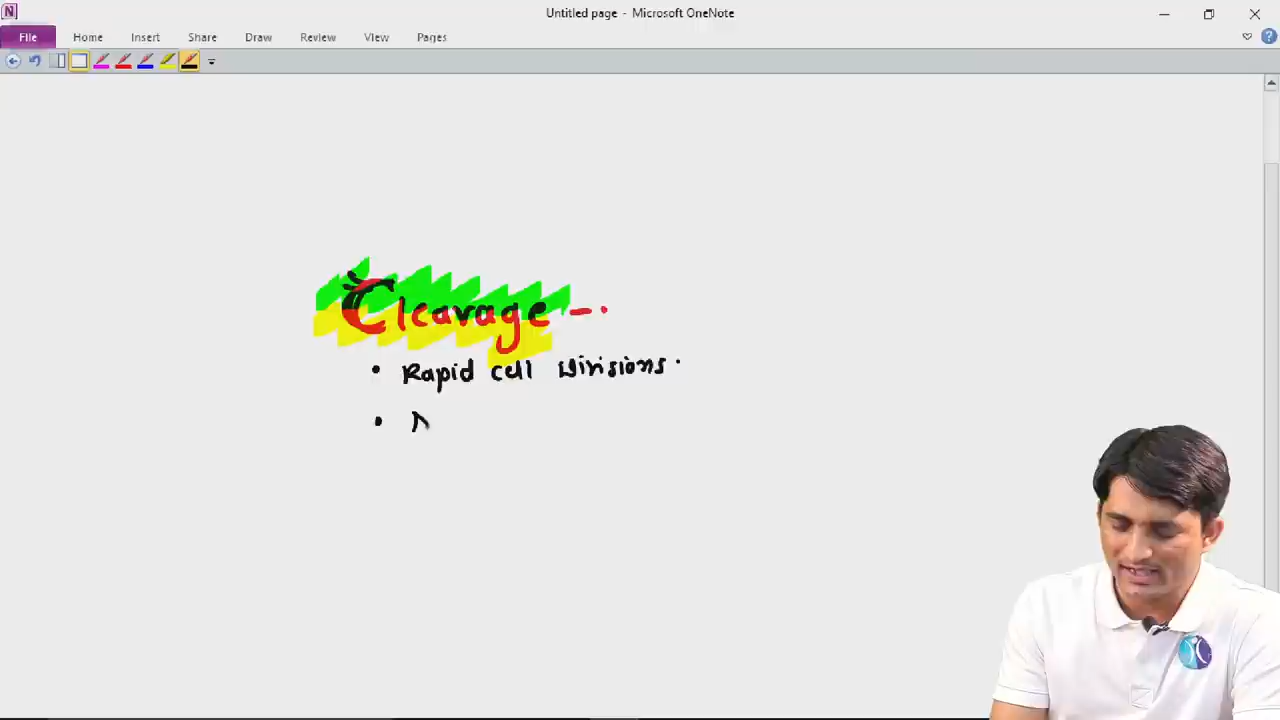 Untitled page - Microsoft OneNote
File Home Insert Share Draw Review View Pages
Cleavage -.
• Rapid cell Divisions.
•